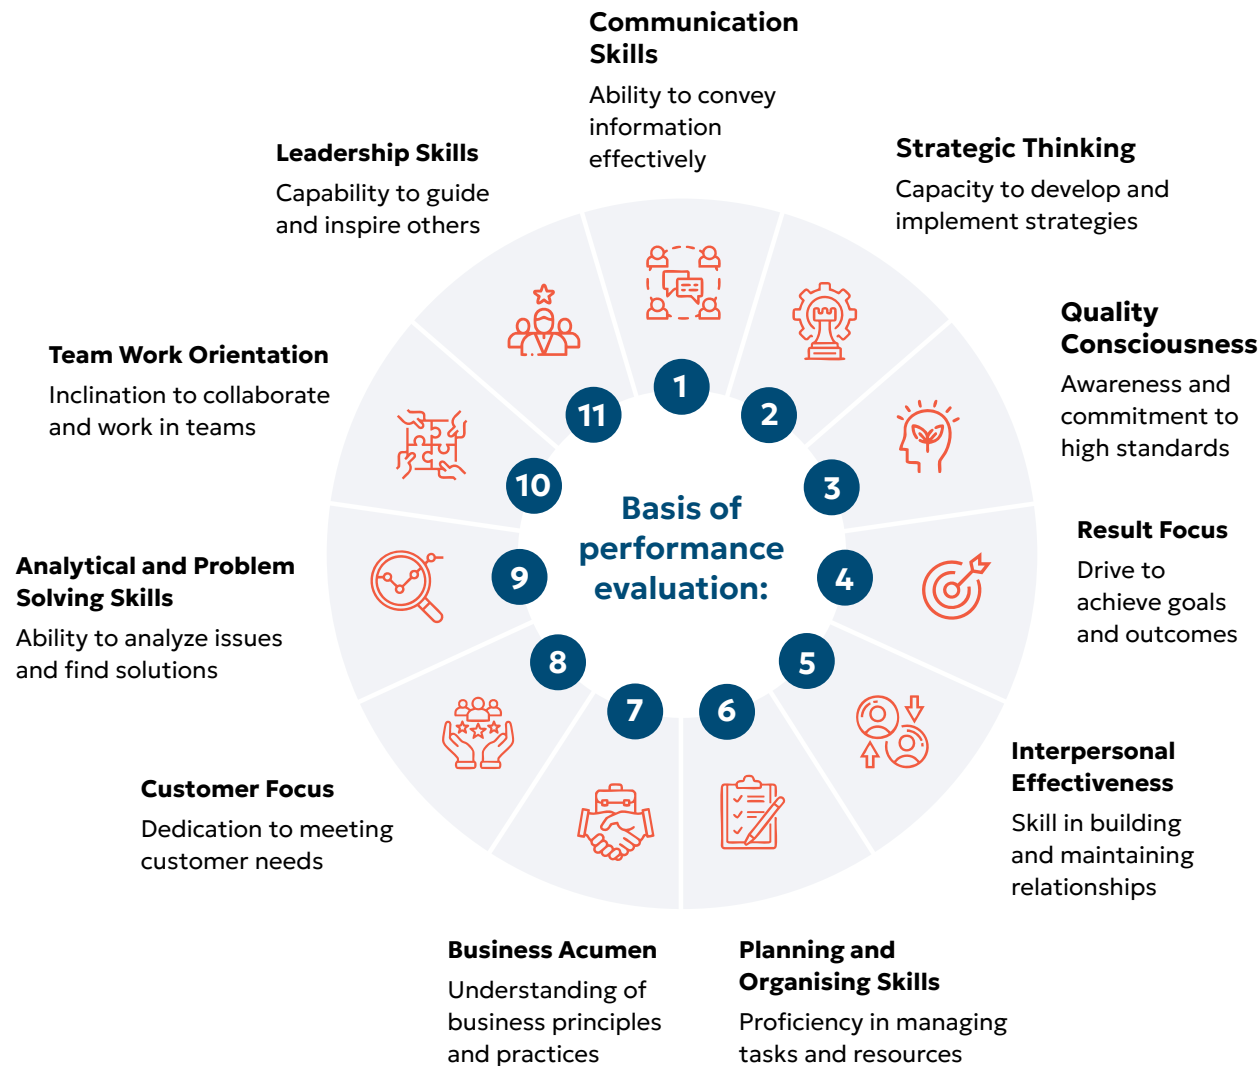 Communication
Skills
Ability to convey
information
effectively
Strategic Thinking
Capacity to develop and
implement strategies
Quality
Consciousness
Awareness and
commitment to
high standards
Result Focus
Drive to
achieve goals
and outcomes
Interpersonal
Effectiveness
Skill in building
and maintaining
relationships
Planning and
Organising Skills
Proficiency in managing
tasks and resources
Business Acumen
Understanding of
business principles
and practices
Customer Focus
Dedication to meeting
customer needs
Analytical and Problem
Solving Skills
Ability to analyze issues
and find solutions
Team Work Orientation
Inclination to collaborate
and work in teams
Leadership Skills
Capability to guide
and inspire others
1
2
3
4
5
6
7
8
9
10
11
Basis of
performance
evaluation: